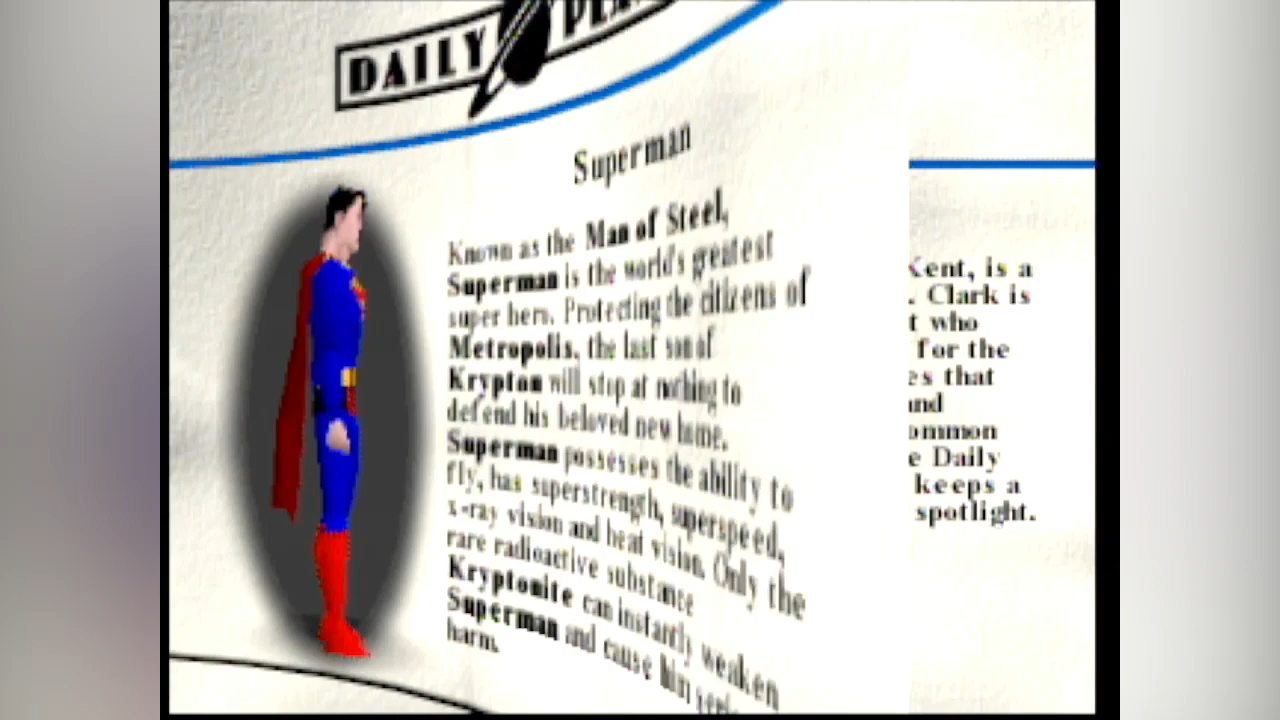 DAILY
Superman
Known as the Man of Steel,
Superman is the world's greatest
super hero. Protecting the citizens of
Metropolis, the last son of
Krypton will stop at nothing to
defend his beloved new home.
Superman possesses the ability to
fly, has superstrength, superspeed,
x-ray vision and heat vision. Only the
rare radioactive substance
Kryptonite can instantly weaken
Superman and cause him
harm.
Kent, is a
. Clark is
t who
for the
es that
and
ommon
e Daily
keeps a
spotlight.